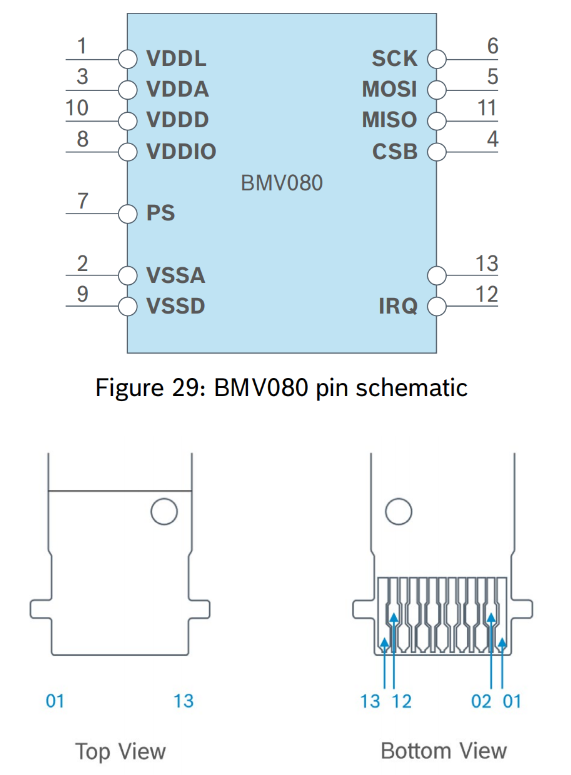 1 VDDL SCK 6
3 VDDA MOSI 5
10 VDDD MISO 11
8 VDDIO CSB 4
BMV080
7 PS
2 VSSA 13
9 VSSD IRQ 12
Figure 29: BMV080 pin schematic
01 13 13 12 02 01
Top View Bottom View